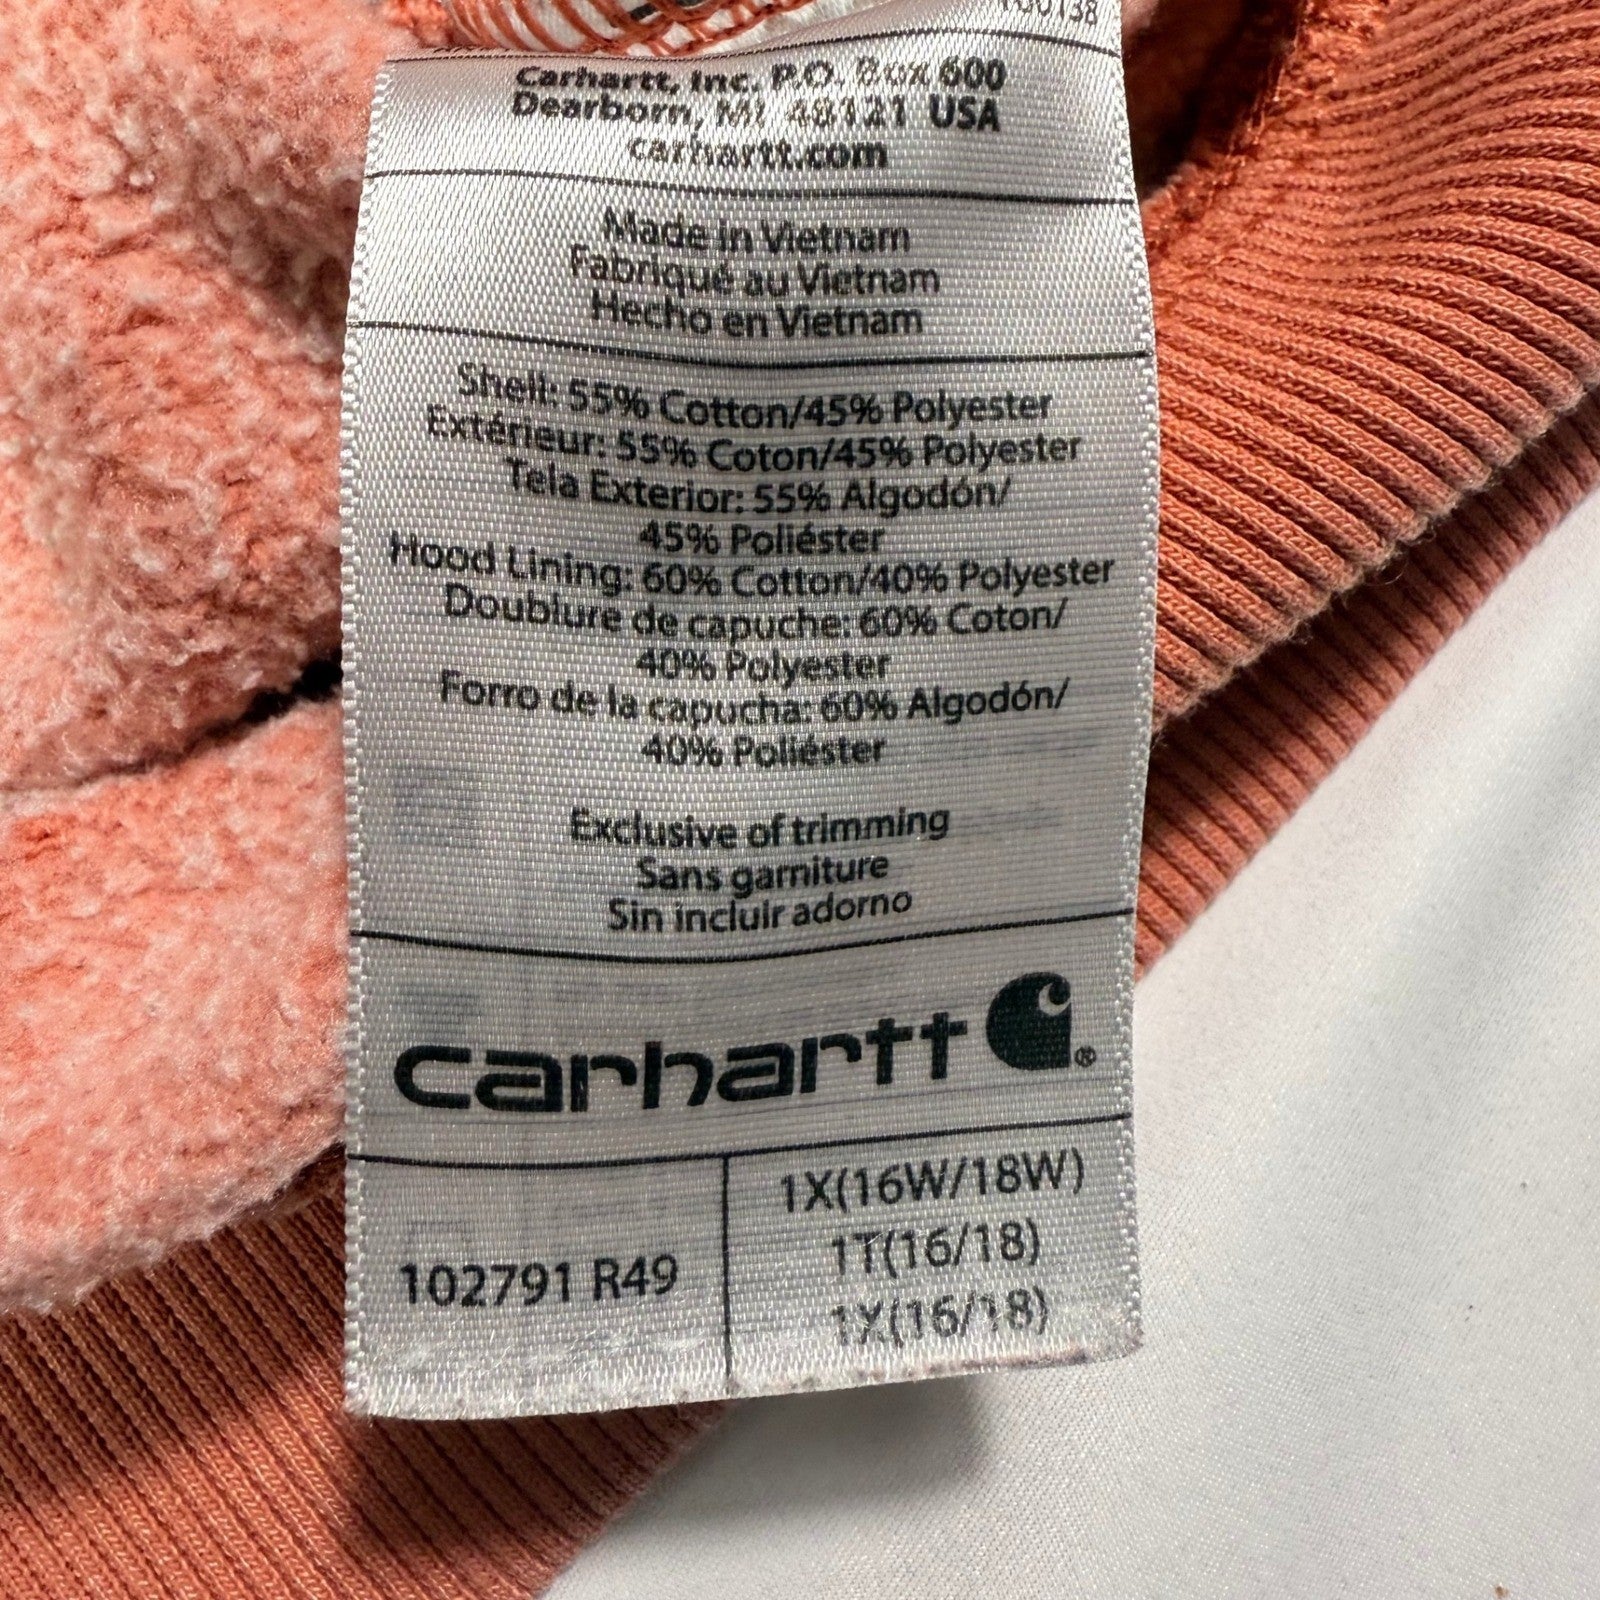 Carhartt, Inc. P.O. Box 600
Dearborn, MI 48121 USA
carhartt.com
Made in Vietnam
Fabriqué au Vietnam
Hecho en Vietnam
Shell: 55% Cotton/45% Polyester
Extérieur: 55% Coton/45% Polyester
Tela Exterior: 55% Algodón/
45% Poliéster
Hood Lining: 60% Cotton/40% Polyester
Doublure de capuche: 60% Coton/
40% Polyester
Forro de la capucha: 60% Algodón/
40% Poliéster
Exclusive of trimming
Sans garniture
Sin incluir adorno
carhartt ®
102791 R49
1X(16W/18W)
1T(16/18)
1X(16/18)